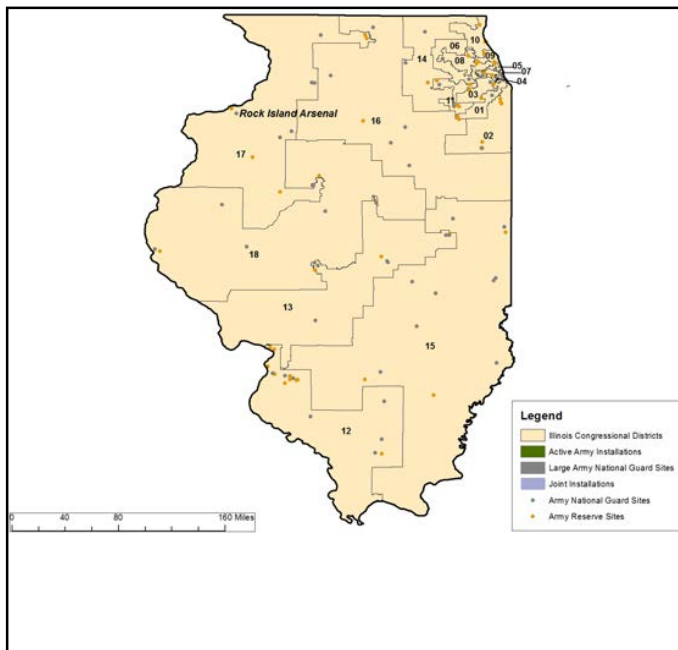 10
06
09
14
08
05
07
04
03
11
01
Rock Island Arsenal
16
02
17
18
13
15
12
Legend
Illinois Congressional Districts
Active Army Installations
Large Army National Guard Sites
Joint Installations
Army National Guard Sites
Army Reserve Sites
0 80 160 Miles